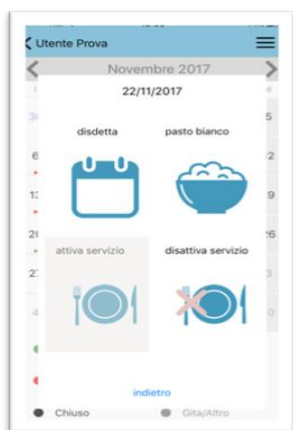 Utente Prova
Novembre 2017
22/11/2017
disdetta
pasto bianco
attiva servizio
disattiva servizio
indietro
Chiuso
Gita/Altro